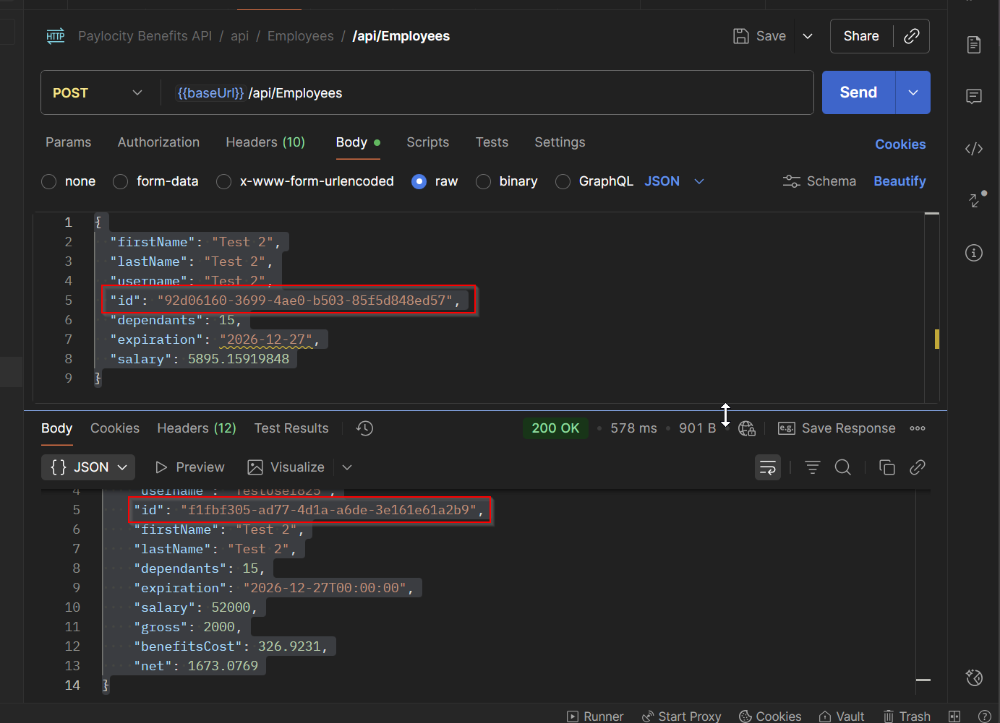 HTTP Paylocity Benefits API / api / Employees / /api/Employees Save Share
POST {{baseUrl}} /api/Employees Send
Params Authorization Headers (10) Body Scripts Tests Settings Cookies
none form-data x-www-form-urlencoded raw binary GraphQL JSON Schema Beautify
1 {
2 "firstName": "Test 2",
3 "lastName": "Test 2",
4 "username": "Test 2",
5 "id": "92d06160-3699-4ae0-b503-85f5d848ed57",
6 "dependants": 15,
7 "expiration": "2026-12-27",
8 "salary": 5895.15919848
9 }
Body Cookies Headers (12) Test Results 200 OK 578 ms 901 B e.g. Save Response
{} JSON Preview Visualize
4 "username": "TestUser825",
5 "id": "f1fbf305-ad77-4d1a-a6de-3e161e61a2b9",
6 "firstName": "Test 2",
7 "lastName": "Test 2",
8 "dependants": 15,
9 "expiration": "2026-12-27T00:00:00",
10 "salary": 52000,
11 "gross": 2000,
12 "benefitsCost": 326.9231,
13 "net": 1673.0769
14 }
Runner Start Proxy Cookies Vault Trash